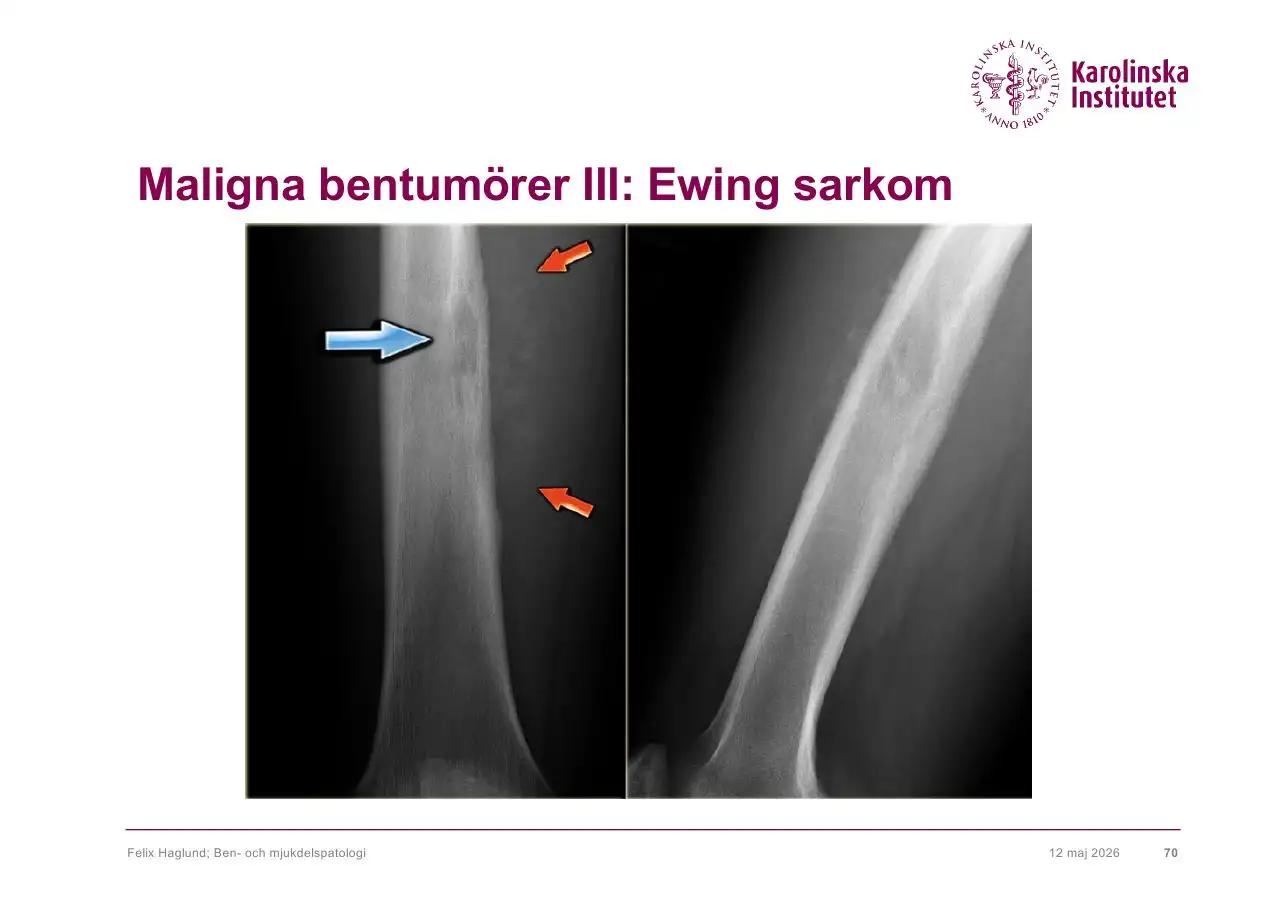 KAROLINSKA INSTITUTET
ANNO 1810
Karolinska
Institutet
Maligna bentumörer III: Ewing sarkom
Felix Haglund; Ben- och mjukdelspatologi
12 maj 2026
70